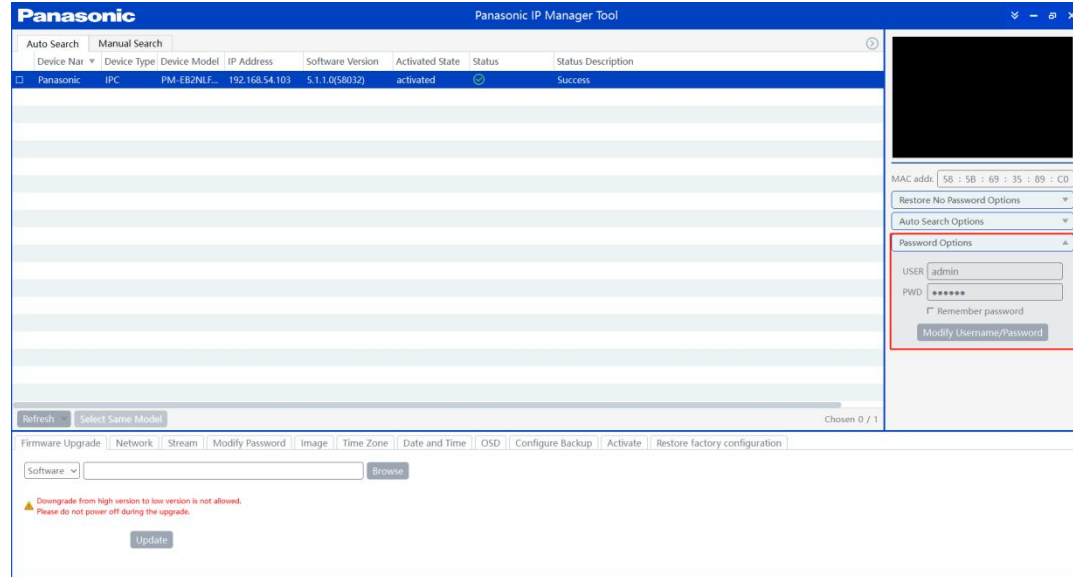 Panasonic
Panasonic IP Manager Tool
Auto Search Manual Search
Device Nar Device Type Device Model IP Address Software Version Activated State Status Status Description
Panasonic IPC PM-EB2NLF... 192.168.54.103 5.1.1.0(58032) activated Success
MAC addr. 58 : 5B : 69 : 35 : 89 : C0
Restore No Password Options
Auto Search Options
Password Options
USER admin
PWD ●●●●●●
Remember password
Modify Username/Password
Refresh Select Same Model Chosen 0 / 1
Firmware Upgrade Network Stream Modify Password Image Time Zone Date and Time OSD Configure Backup Activate Restore factory configuration
Software Browse
Downgrade from high version to low version is not allowed.
Please do not power off during the upgrade.
Update